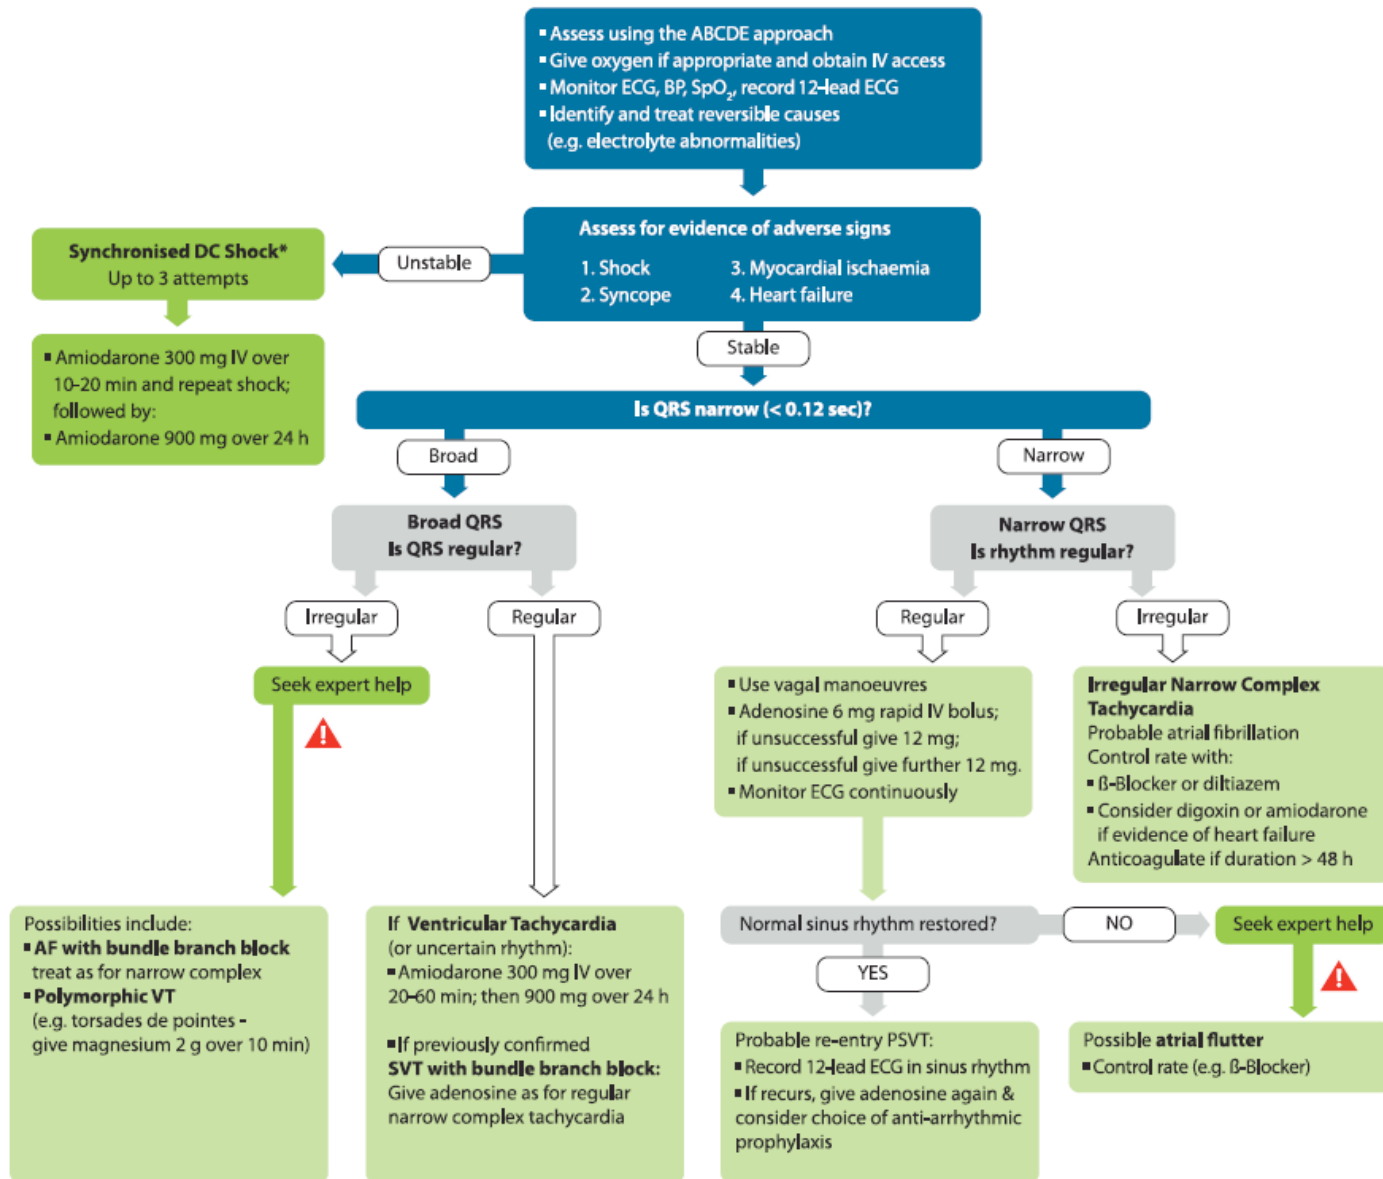 ▪ Assess using the ABCDE approach
▪ Give oxygen if appropriate and obtain IV access
▪ Monitor ECG, BP, SpO₂, record 12-lead ECG
▪ Identify and treat reversible causes
(e.g. electrolyte abnormalities)
Assess for evidence of adverse signs
1. Shock
2. Syncope
3. Myocardial ischaemia
4. Heart failure
Unstable
Synchronised DC Shock*
Up to 3 attempts
▪ Amiodarone 300 mg IV over
10-20 min and repeat shock;
followed by:
▪ Amiodarone 900 mg over 24 h
Stable
Is QRS narrow (< 0.12 sec)?
Broad
Narrow
Broad QRS
Is QRS regular?
Narrow QRS
Is rhythm regular?
Irregular
Regular
Regular
Irregular
Seek expert help
!
▪ Use vagal manoeuvres
▪ Adenosine 6 mg rapid IV bolus;
if unsuccessful give 12 mg;
if unsuccessful give further 12 mg.
▪ Monitor ECG continuously
Irregular Narrow Complex
Tachycardia
Probable atrial fibrillation
Control rate with:
▪ ß-Blocker or diltiazem
▪ Consider digoxin or amiodarone
if evidence of heart failure
Anticoagulate if duration > 48 h
Possibilities include:
▪ AF with bundle branch block
treat as for narrow complex
▪ Polymorphic VT
(e.g. torsades de pointes -
give magnesium 2 g over 10 min)
If Ventricular Tachycardia
(or uncertain rhythm):
▪ Amiodarone 300 mg IV over
20-60 min; then 900 mg over 24 h
▪ If previously confirmed
SVT with bundle branch block:
Give adenosine as for regular
narrow complex tachycardia
Normal sinus rhythm restored?
NO
Seek expert help
!
YES
Probable re-entry PSVT:
▪ Record 12-lead ECG in sinus rhythm
▪ If recurs, give adenosine again &
consider choice of anti-arrhythmic
prophylaxis
Possible atrial flutter
▪ Control rate (e.g. ß-Blocker)